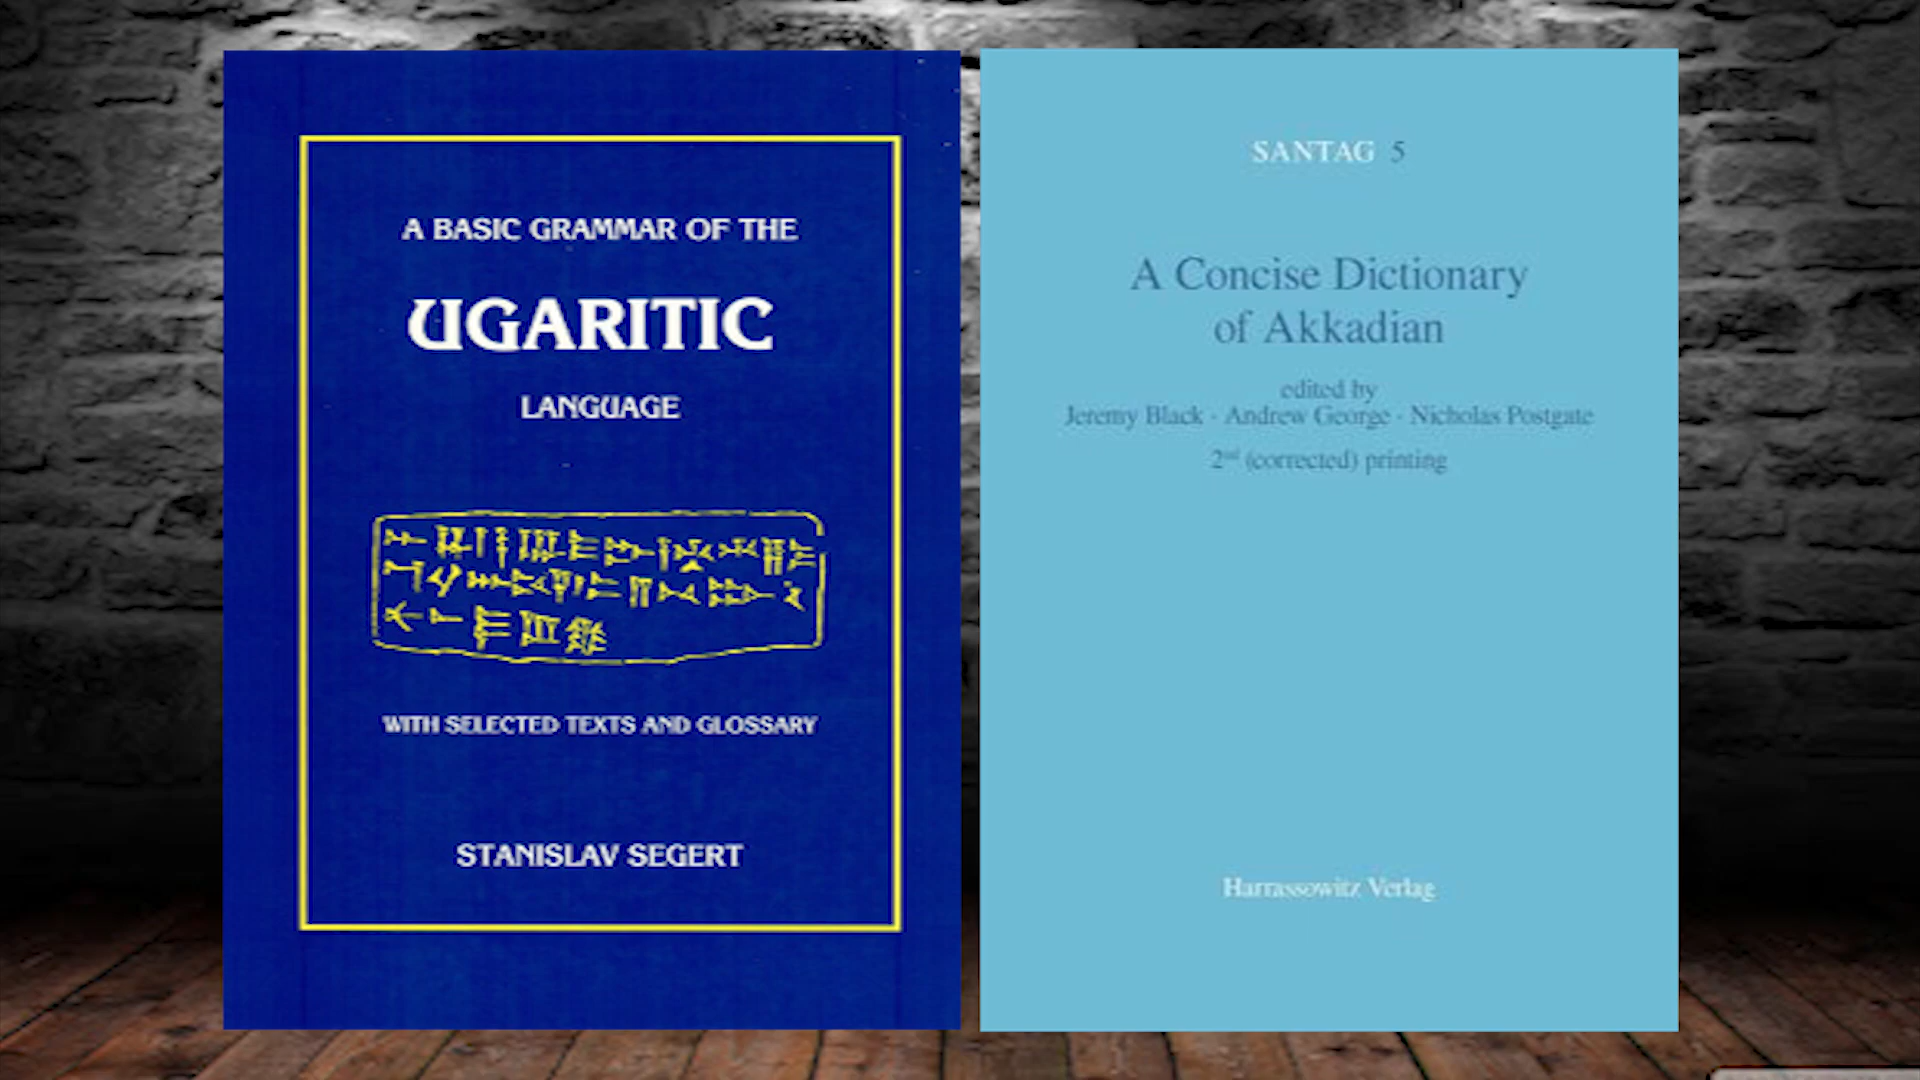 A BASIC GRAMMAR OF THE
UGARITIC
LANGUAGE
WITH SELECTED TEXTS AND GLOSSARY
STANISLAV SEGERT
SANTAG 5
A Concise Dictionary
of Akkadian
edited by
Jeremy Black · Andrew George · Nicholas Postgate
2nd (corrected) printing
Harrassowitz Verlag